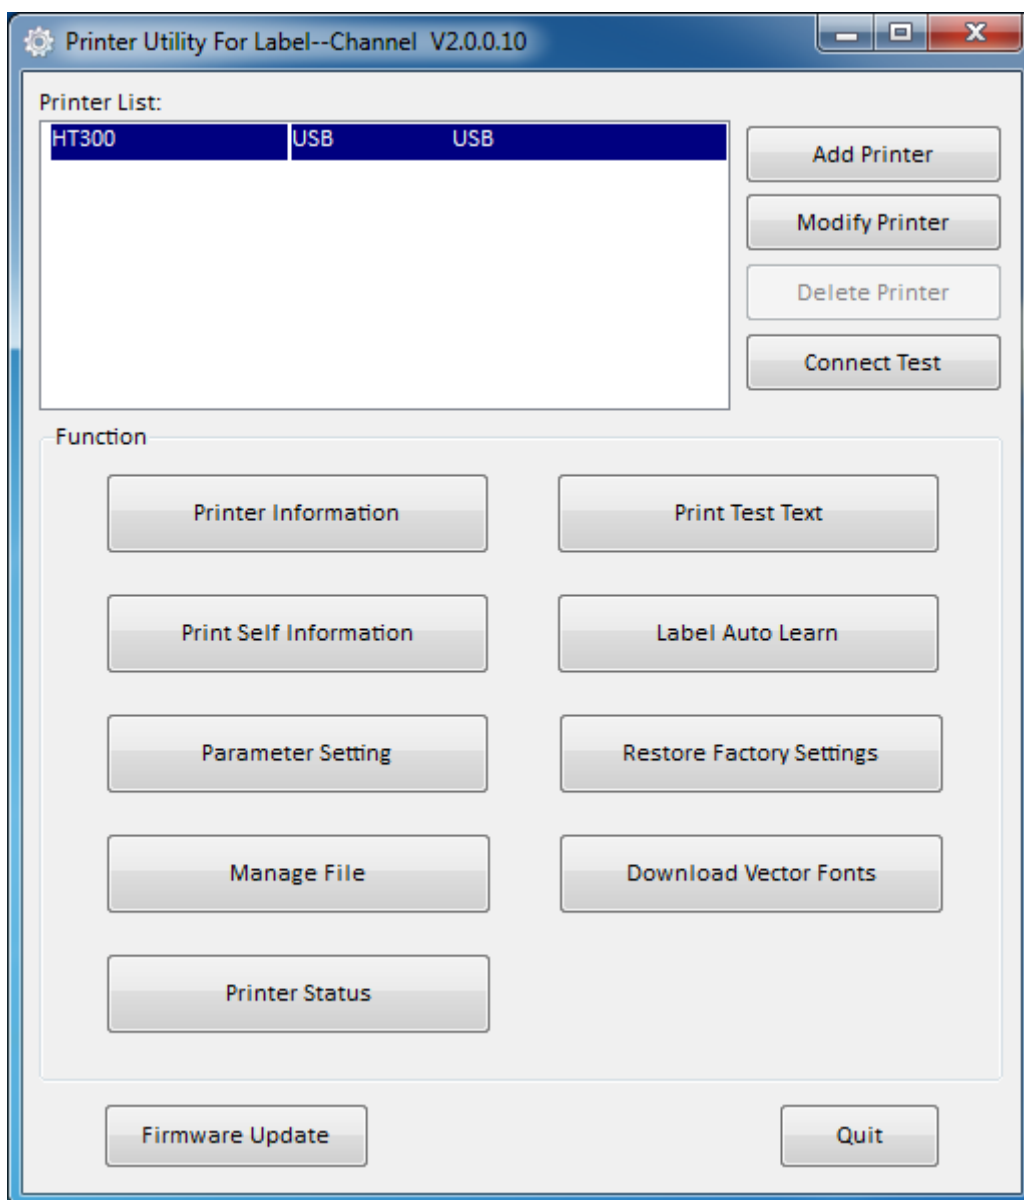 Printer Utility For Label--Channel V2.0.0.10
Printer List:
HT300 USB USB
Add Printer
Modify Printer
Delete Printer
Connect Test
Function
Printer Information
Print Test Text
Print Self Information
Label Auto Learn
Parameter Setting
Restore Factory Settings
Manage File
Download Vector Fonts
Printer Status
Firmware Update
Quit